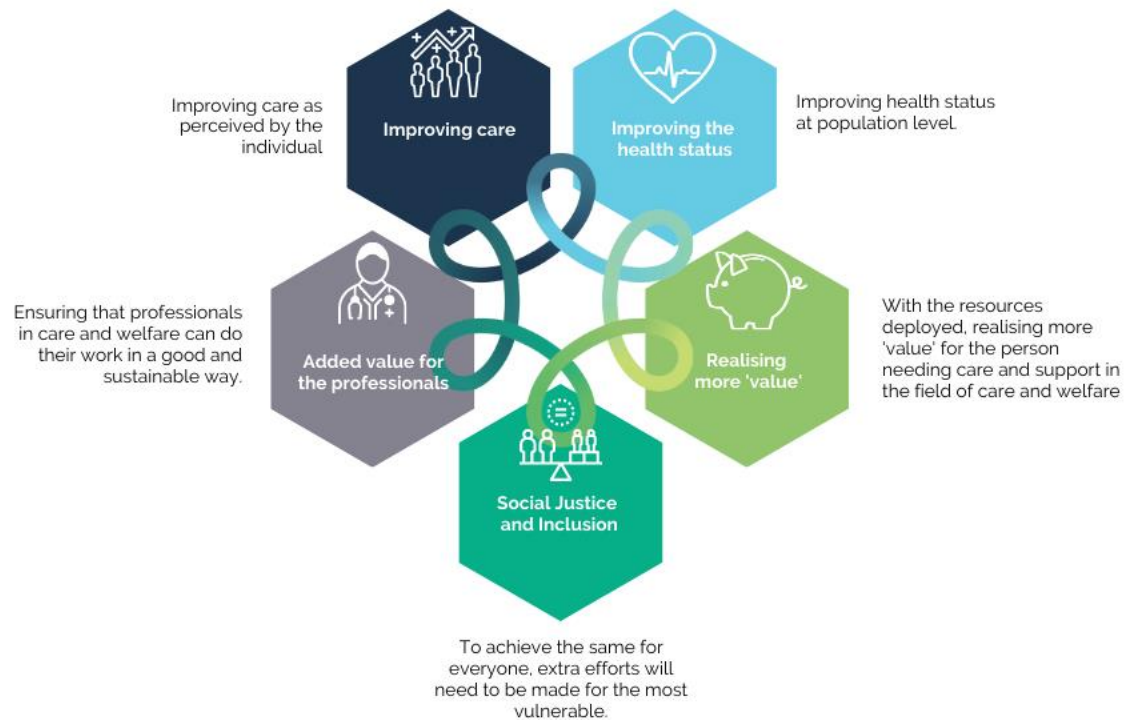 Improving care
Improving care as
perceived by the
individual
Improving the
health status
Improving health status
at population level.
Added value for
the professionals
Ensuring that professionals
in care and welfare can do
their work in a good and
sustainable way.
Realising
more 'value'
With the resources
deployed, realising more
'value' for the person
needing care and support in
the field of care and welfare
Social Justice
and Inclusion
To achieve the same for
everyone, extra efforts will
need to be made for the most
vulnerable.